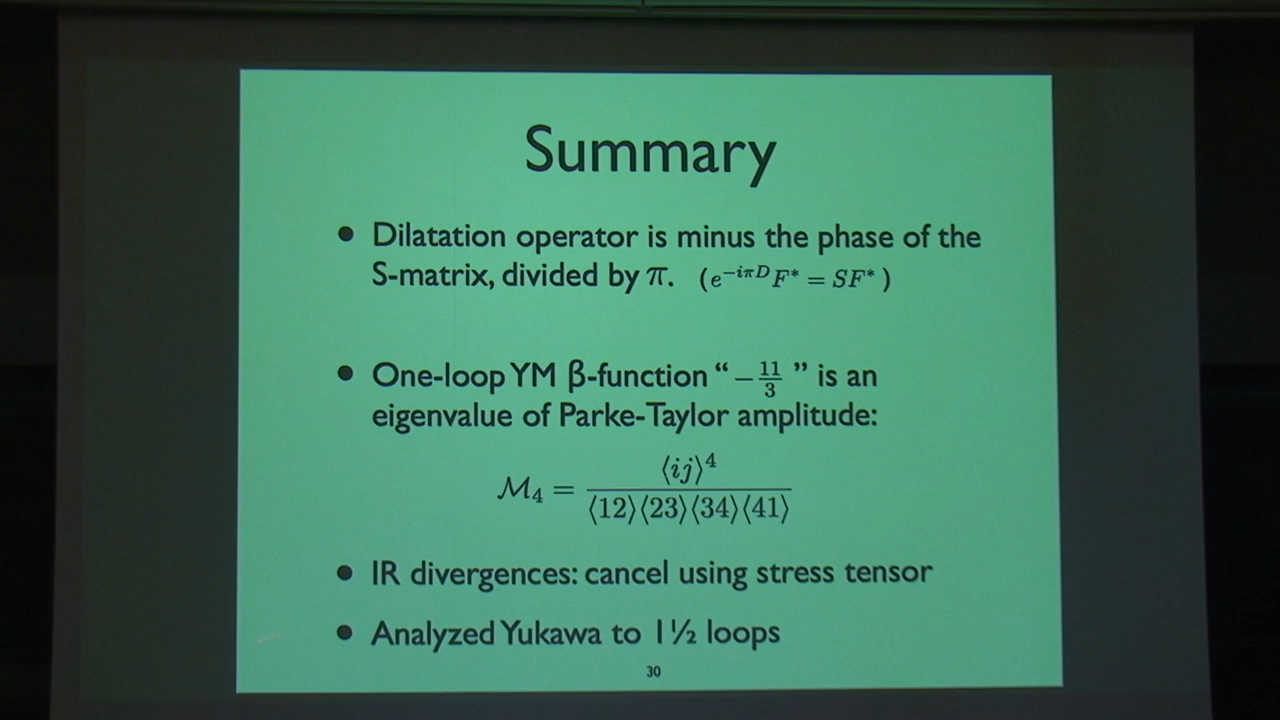 Summary
• Dilatation operator is minus the phase of the
S-matrix, divided by π. (e^{-iπD}F* = SF*)
• One-loop YM β-function “−11/3” is an
eigenvalue of Parke-Taylor amplitude:
ℳ₄ = ⟨ij⟩⁴ / ⟨12⟩⟨23⟩⟨34⟩⟨41⟩
• IR divergences: cancel using stress tensor
• Analyzed Yukawa to 1½ loops
30